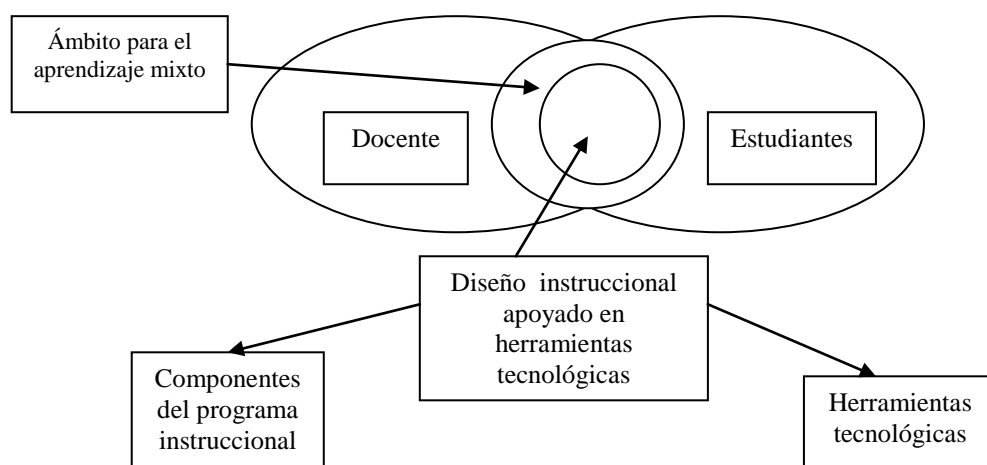 Ámbito para el
aprendizaje mixto
Docente
Estudiantes
Diseño instruccional
apoyado en
herramientas
tecnológicas
Componentes
del programa
instruccional
Herramientas
tecnológicas